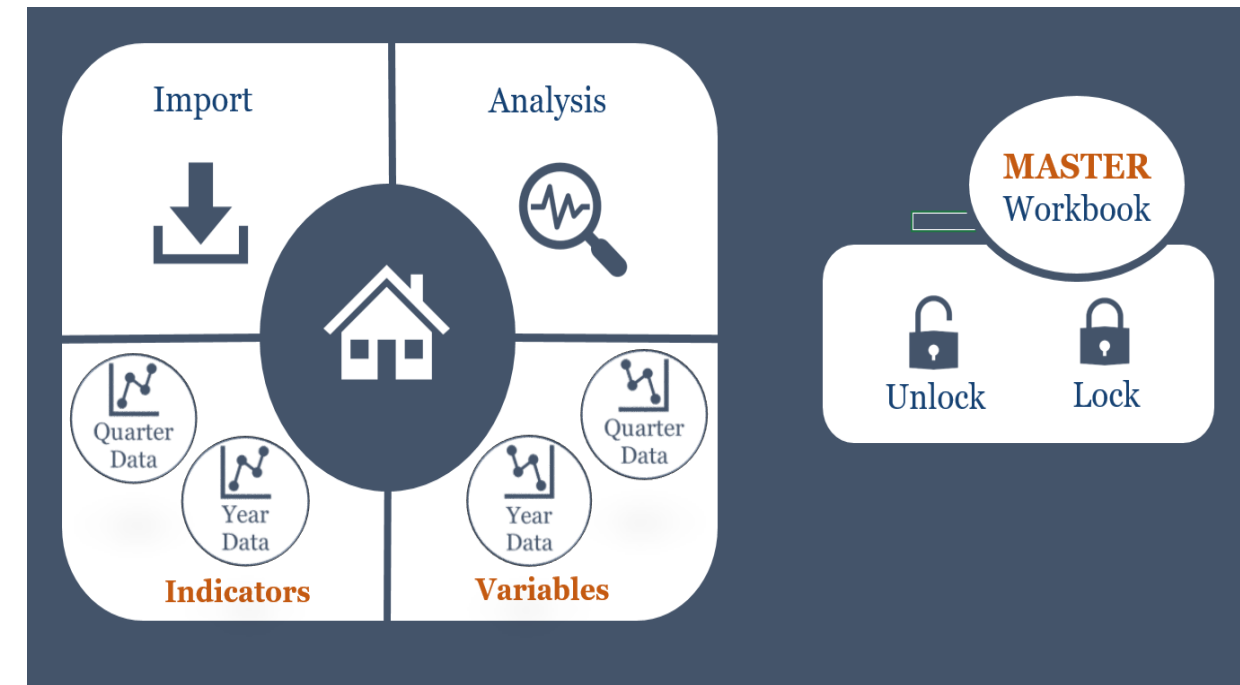 Import
Analysis
MASTER
Workbook
Unlock
Lock
Quarter
Data
Year
Data
Indicators
Quarter
Data
Year
Data
Variables